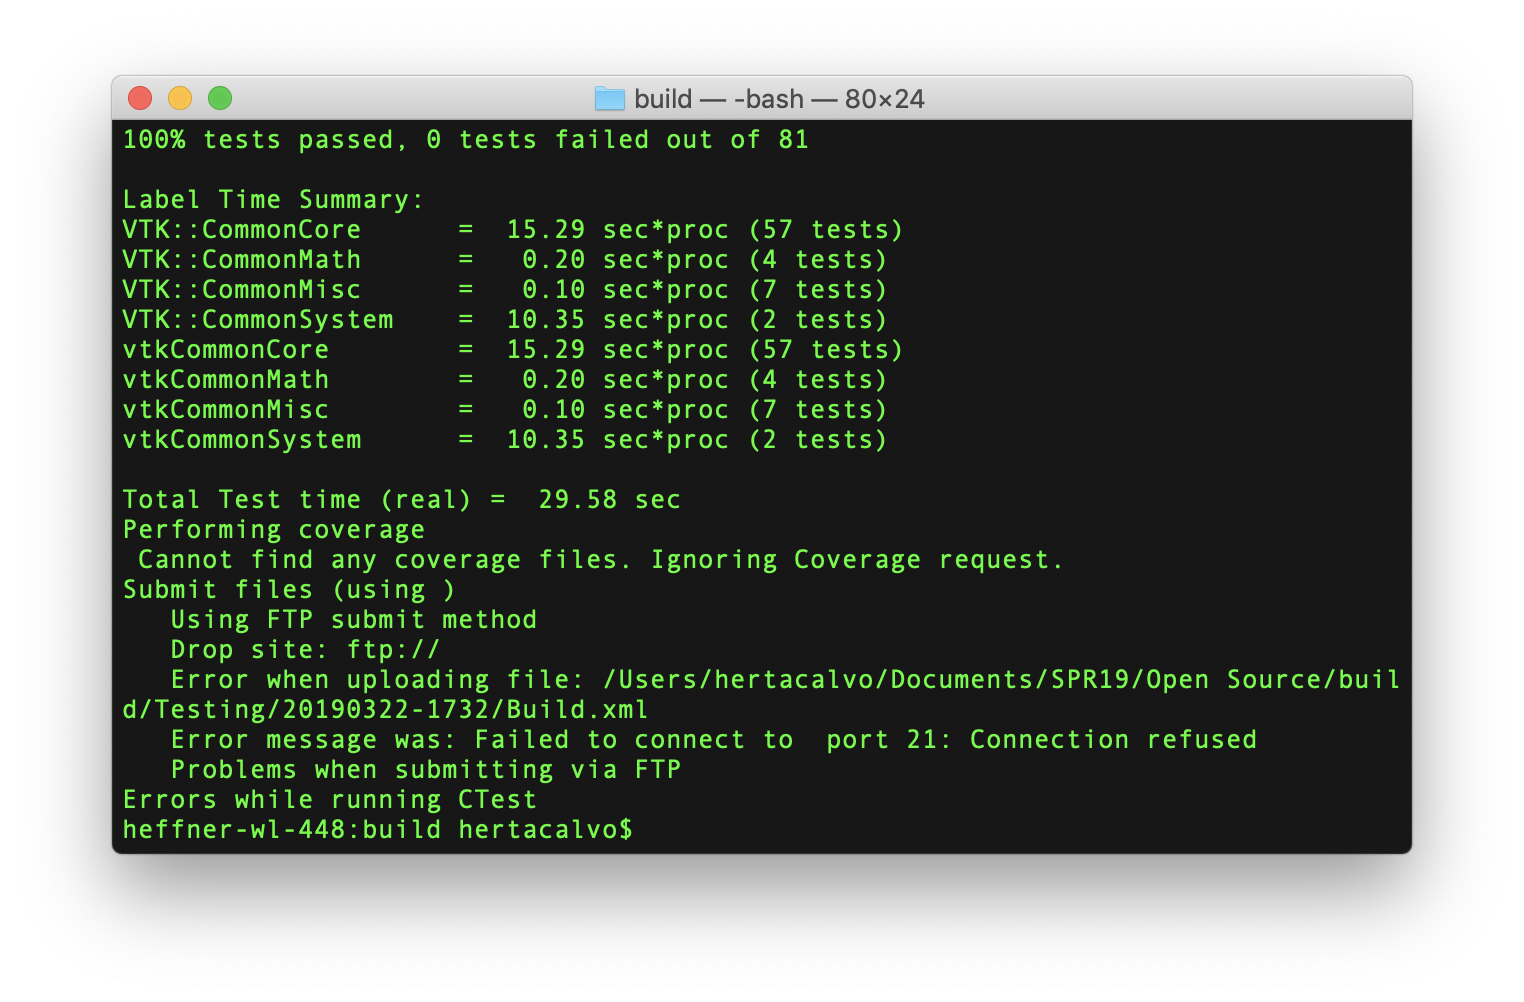 build — -bash — 80×24
100% tests passed, 0 tests failed out of 81
Label Time Summary:
VTK::CommonCore      =  15.29 sec*proc (57 tests)
VTK::CommonMath      =   0.20 sec*proc (4 tests)
VTK::CommonMisc      =   0.10 sec*proc (7 tests)
VTK::CommonSystem    =  10.35 sec*proc (2 tests)
vtkCommonCore        =  15.29 sec*proc (57 tests)
vtkCommonMath        =   0.20 sec*proc (4 tests)
vtkCommonMisc        =   0.10 sec*proc (7 tests)
vtkCommonSystem      =  10.35 sec*proc (2 tests)
Total Test time (real) =  29.58 sec
Performing coverage
 Cannot find any coverage files. Ignoring Coverage request.
Submit files (using )
   Using FTP submit method
   Drop site: ftp://
   Error when uploading file: /Users/hertacalvo/Documents/SPR19/Open Source/buil
d/Testing/20190322-1732/Build.xml
   Error message was: Failed to connect to  port 21: Connection refused
   Problems when submitting via FTP
Errors while running CTest
heffner-wl-448:build hertacalvo$